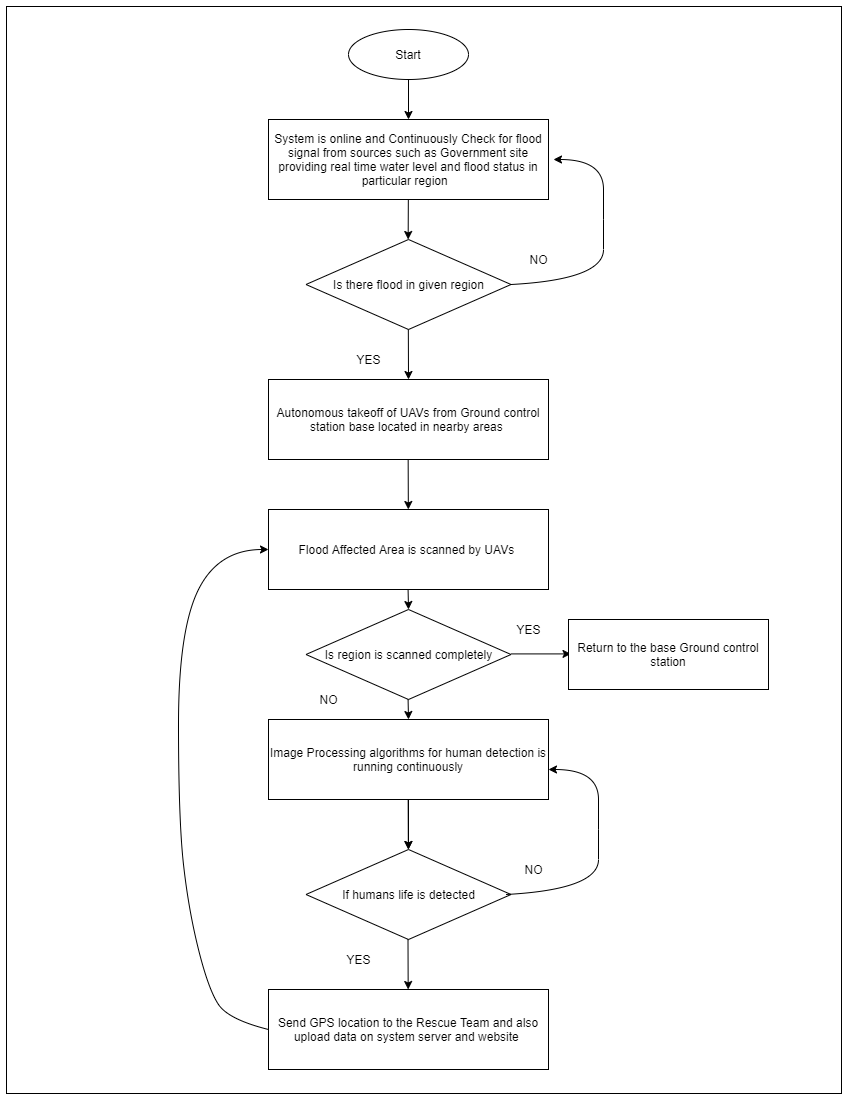 Start
System is online and Continuously Check for flood
signal from sources such as Government site
providing real time water level and flood status in
particular region
NO
Is there flood in given region
YES
Autonomous takeoff of UAVs from Ground control
station base located in nearby areas
Flood Affected Area is scanned by UAVs
YES
Return to the base Ground control
station
Is region is scanned completely
NO
Image Processing algorithms for human detection is
running continuously
NO
If humans life is detected
YES
Send GPS location to the Rescue Team and also
upload data on system server and website